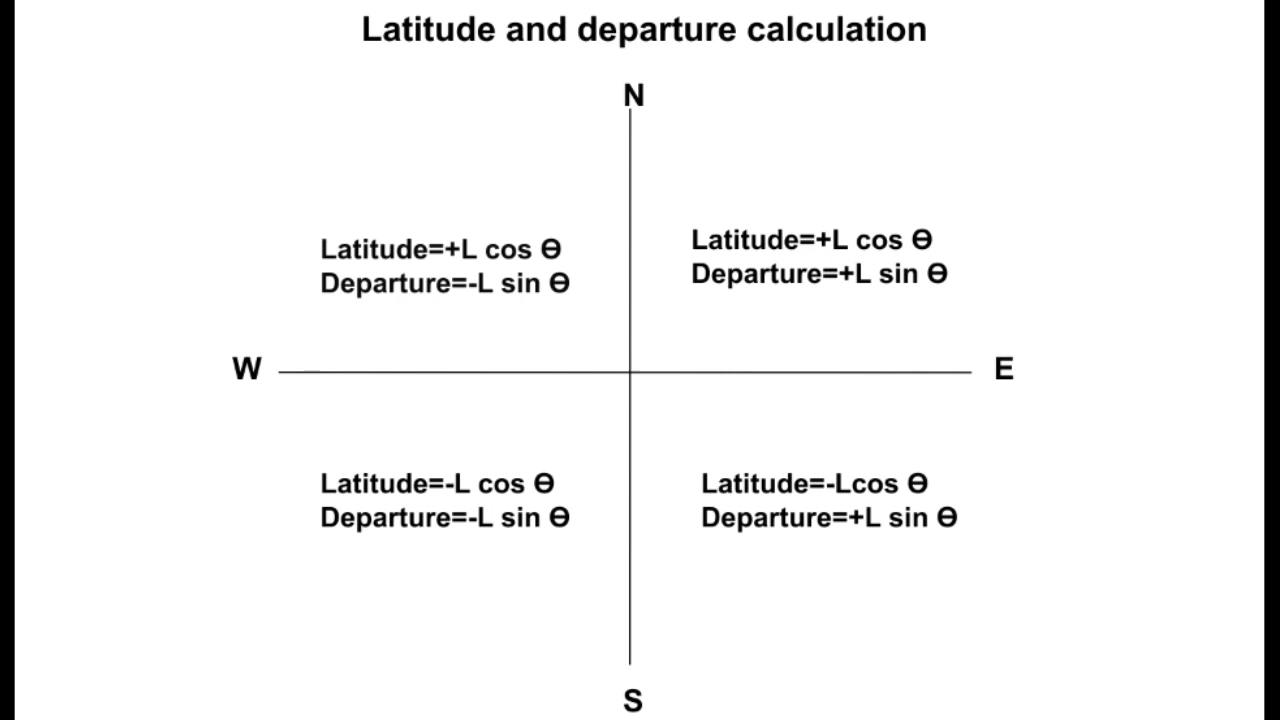 Latitude and departure calculation
N
Latitude=+L cos ϴ
Departure=-L sin ϴ
Latitude=+L cos ϴ
Departure=+L sin ϴ
W
E
Latitude=-L cos ϴ
Departure=-L sin ϴ
Latitude=-Lcos ϴ
Departure=+L sin ϴ
S